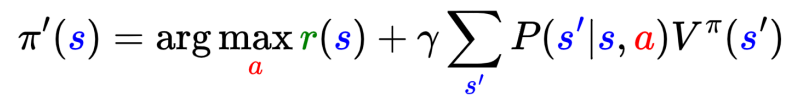 π′(s) = arg max_a r(s) + γ ∑_{s′} P(s′|s, a)V^π(s′)